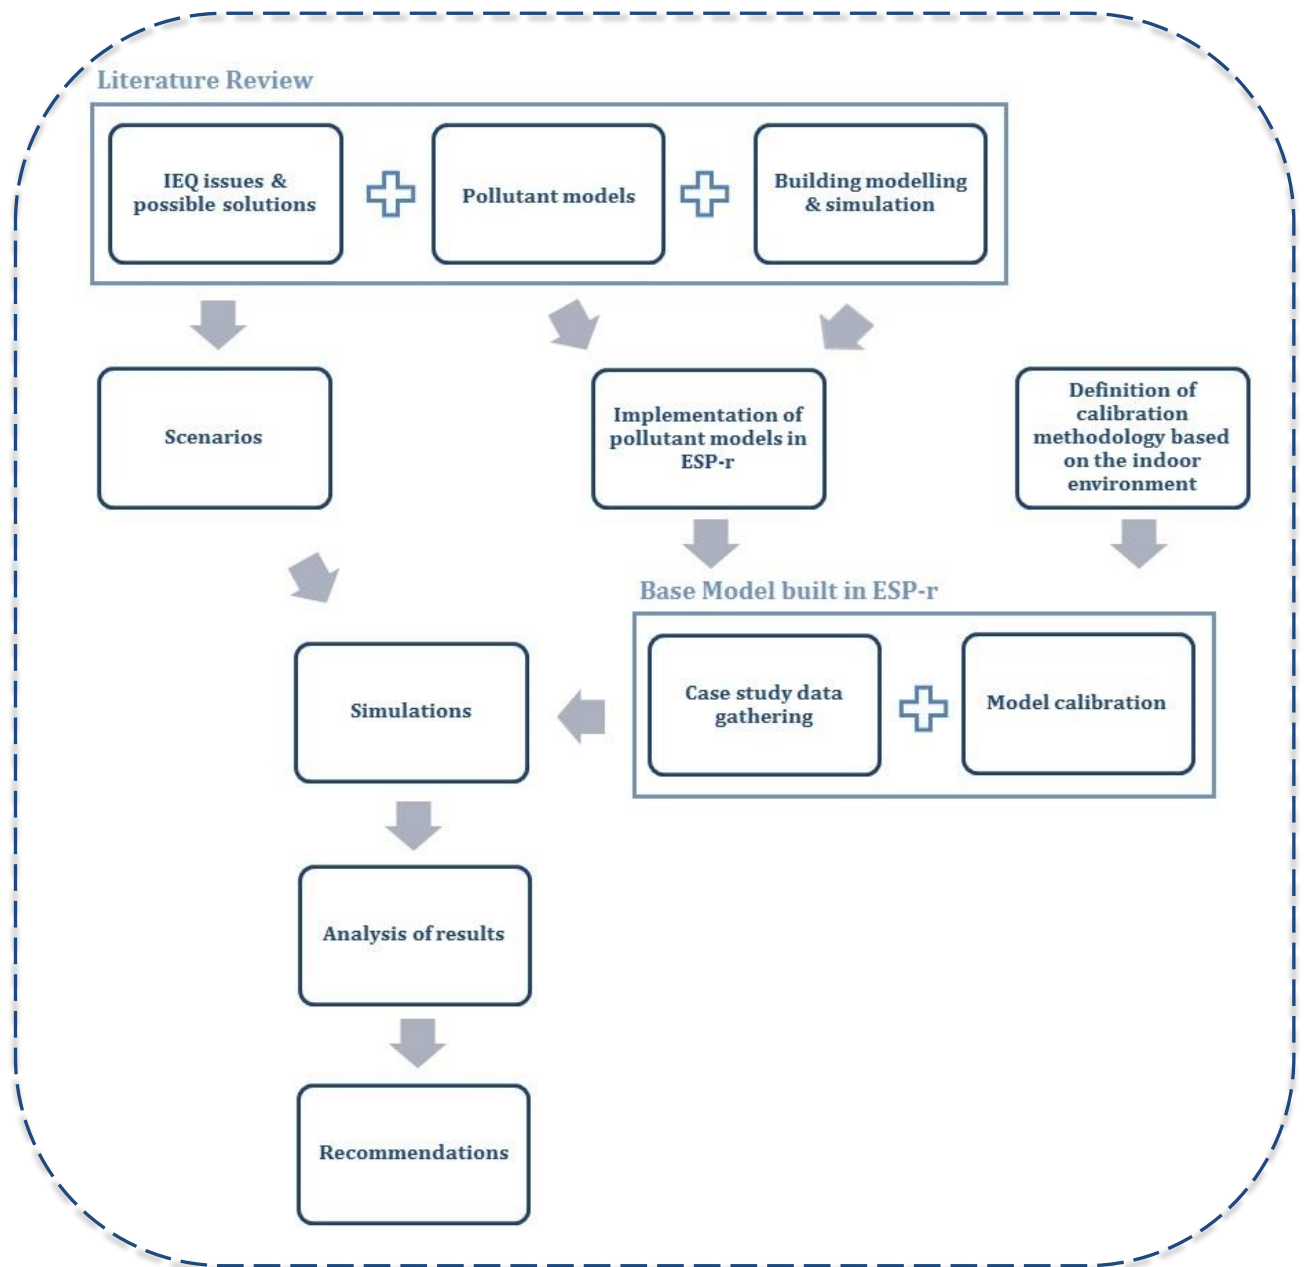 Literature Review
IEQ issues &
possible solutions
Pollutant models
Building modelling
& simulation
Scenarios
Implementation of
pollutant models in
ESP-r
Definition of
calibration
methodology based
on the indoor
environment
Base Model built in ESP-r
Simulations
Case study data
gathering
Model calibration
Analysis of results
Recommendations